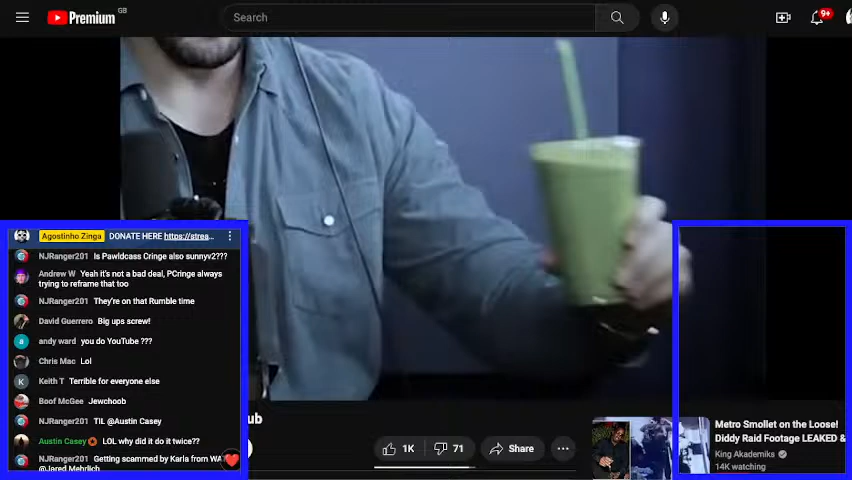 Premium GB
Search
9+
Agostinho Zinga DONATE HERE https://strea...
NJRanger201 Is Pawldcass Cringe also sunnyv2???
Andrew W Yeah it's not a bad deal, PCringe always
trying to reframe that too
NJRanger201 They're on that Rumble time
David Guerrero Big ups screw!
andy ward you do YouTube ???
Chris Mac Lol
Keith T Terrible for everyone else
Boof McGee Jewchoob
NJRanger201 TIL @Austin Casey
Austin Casey LOL why did it do it twice??
NJRanger201 Getting scammed by Karla from WA
@Jared Mehrlich
ub
1K
71
Share
Metro Smollet on the Loose!
Diddy Raid Footage LEAKED &
King Akademiks
14K watching